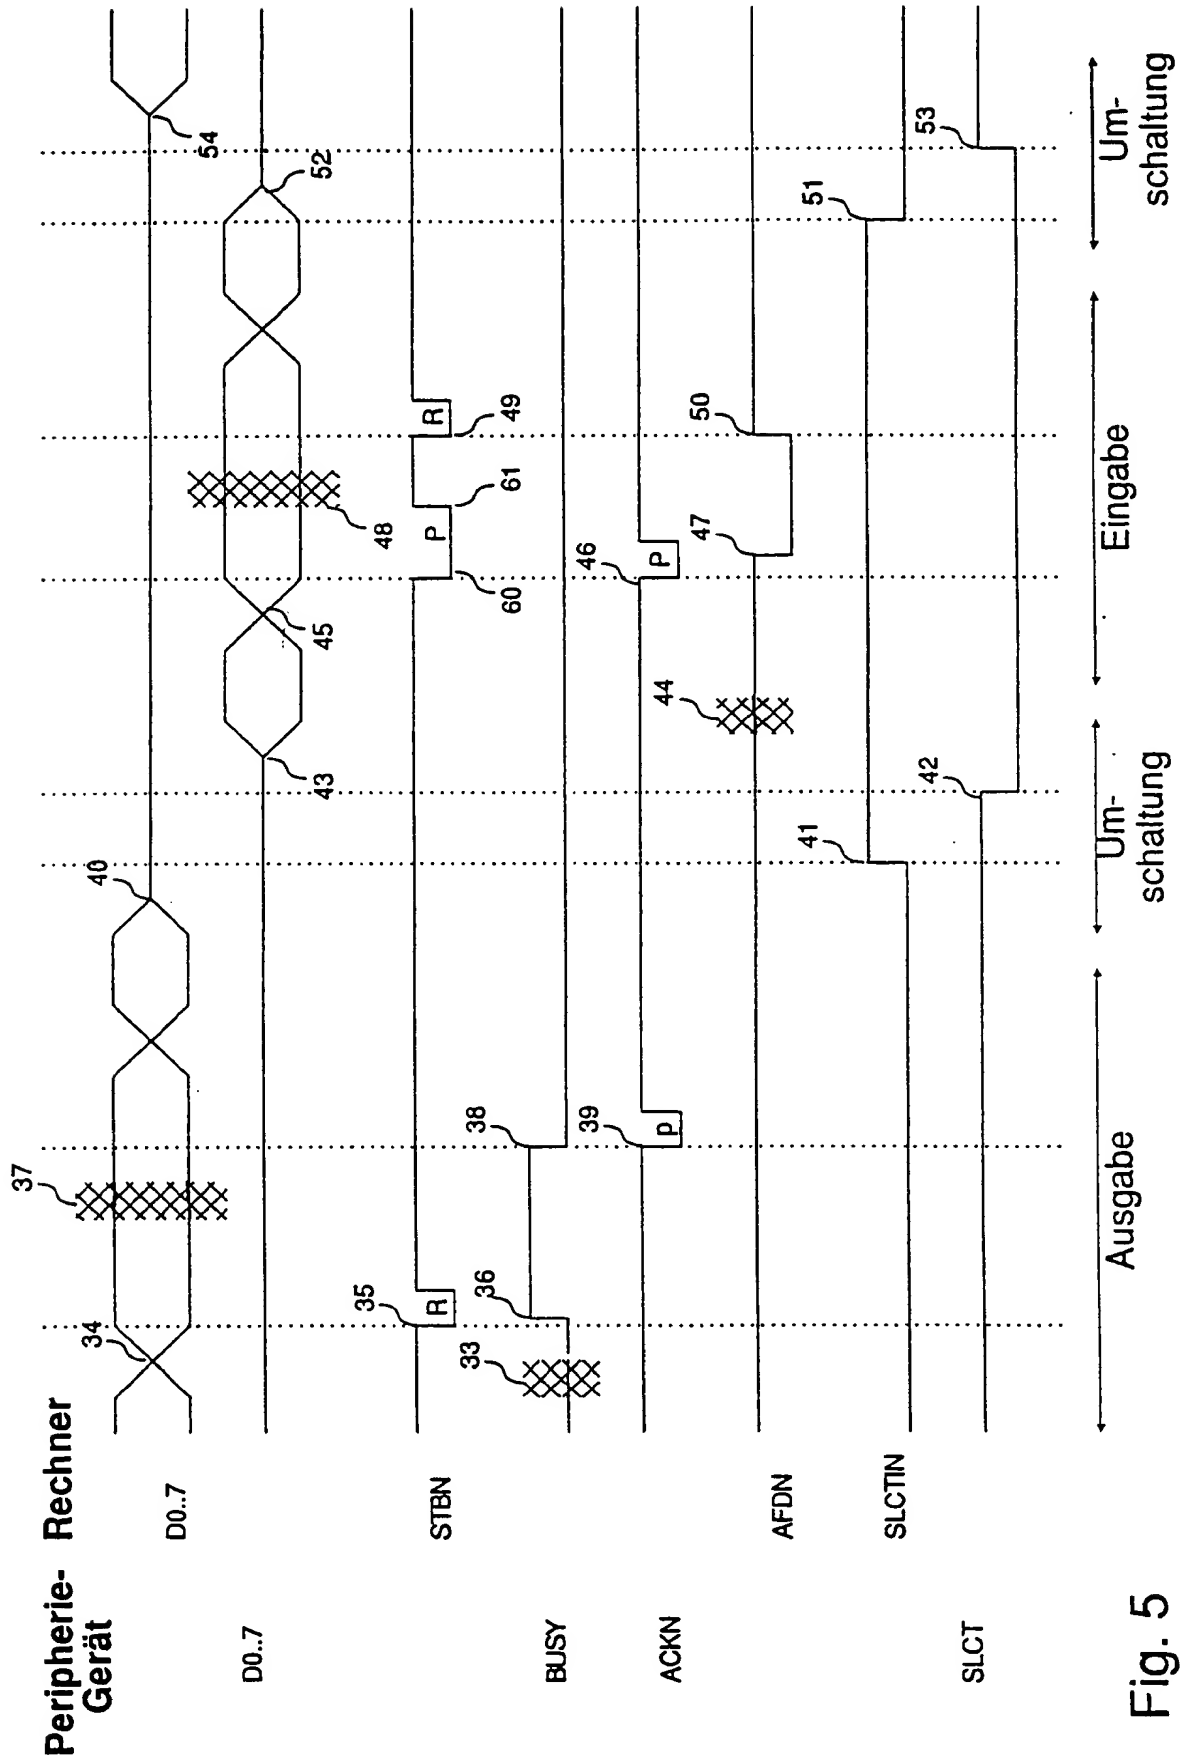 Peripherie-
Gerät
Rechner
D0..7
D0..7
STBN
BUSY
ACKN
AFDN
SLCTIN
SLCT
34
37
40
54
43
45
48
52
35
R
60
P
61
49
R
33
36
38
39
p
46
P
44
47
50
41
51
42
53
Ausgabe
Um-
schaltung
Eingabe
Um-
schaltung
Fig. 5